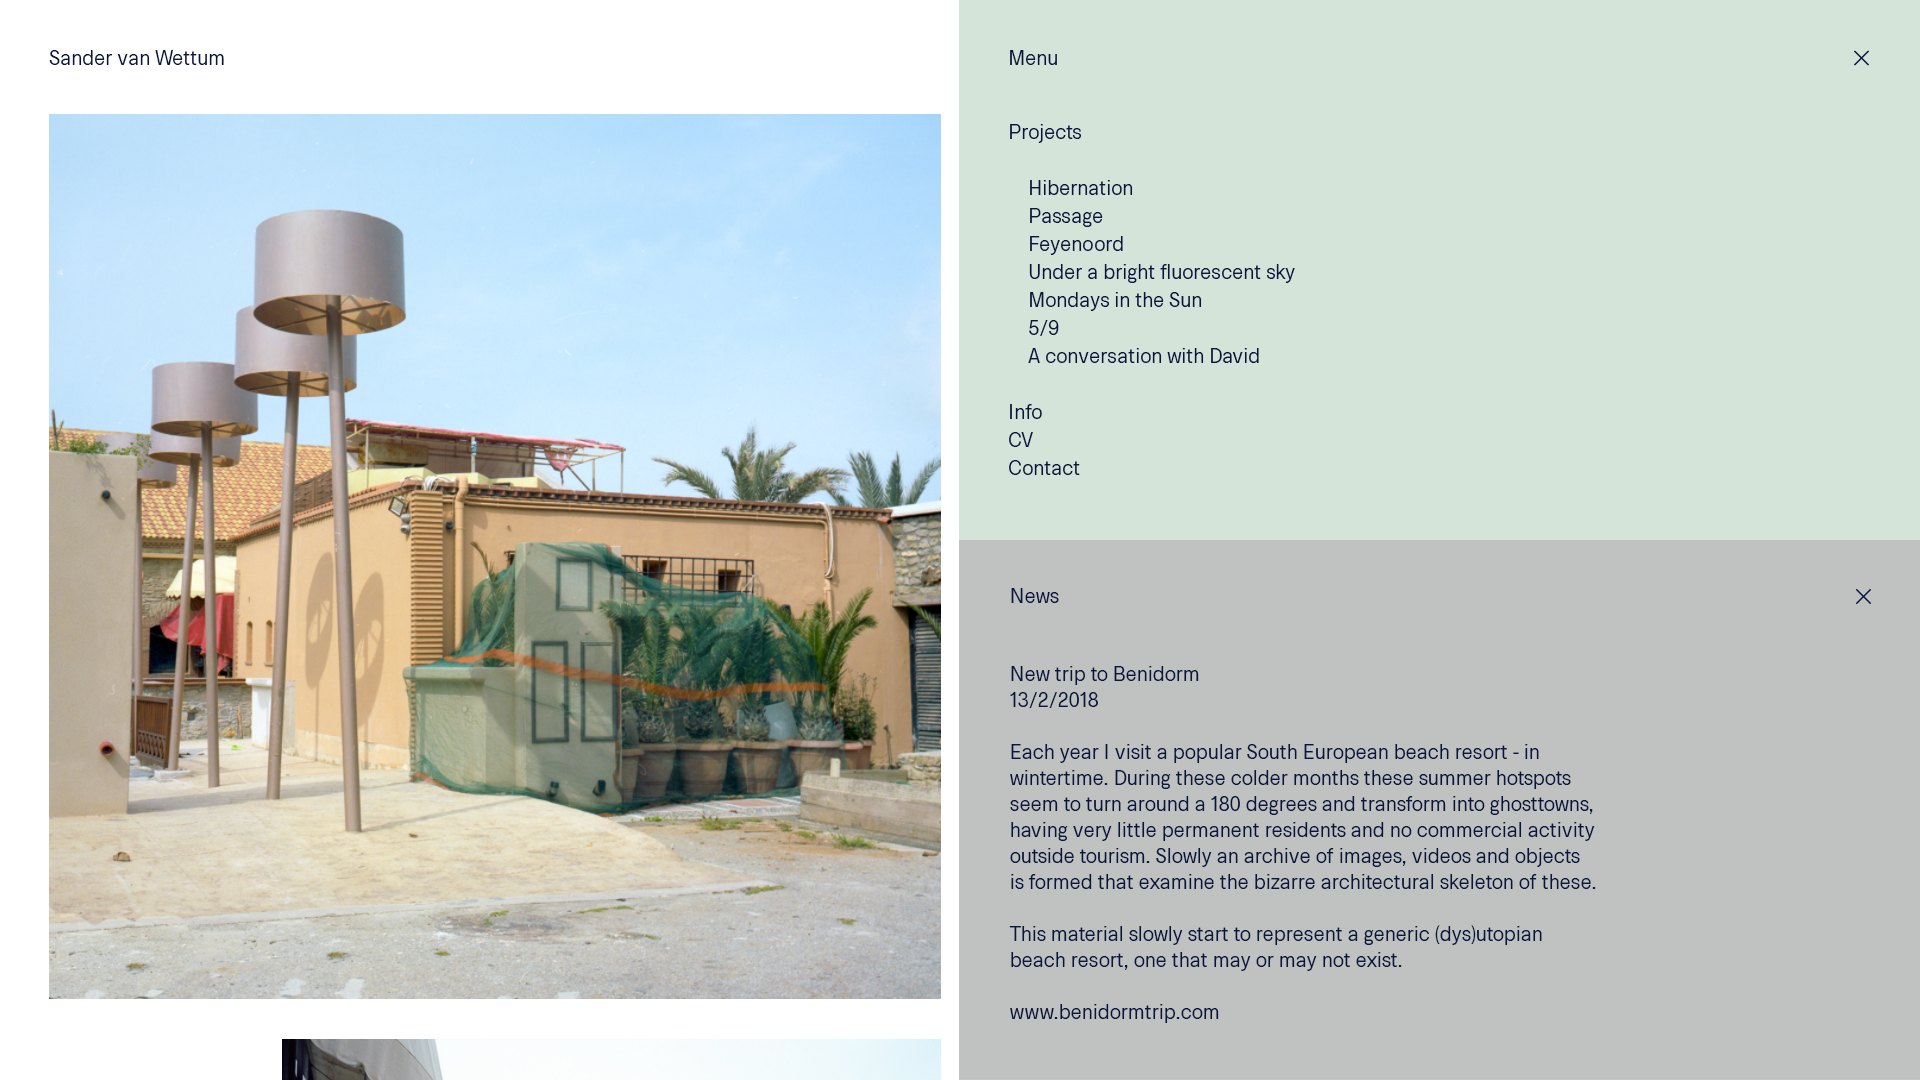 Sander van Wettum
Menu
Projects
Hibernation
Passage
Feyenoord
Under a bright fluorescent sky
Mondays in the Sun
5/9
A conversation with David
Info
CV
Contact
News
New trip to Benidorm
13/2/2018
Each year I visit a popular South European beach resort - in
wintertime. During these colder months these summer hotspots
seem to turn around a 180 degrees and transform into ghosttowns,
having very little permanent residents and no commercial activity
outside tourism. Slowly an archive of images, videos and objects
is formed that examine the bizarre architectural skeleton of these.
This material slowly start to represent a generic (dys)utopian
beach resort, one that may or may not exist.
www.benidormtrip.com